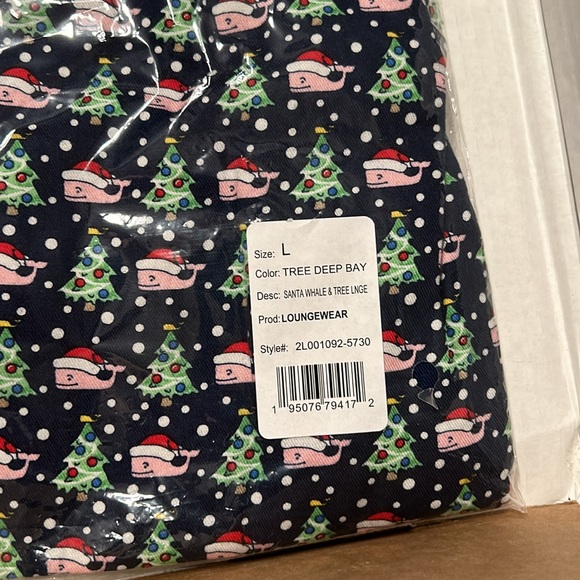 Size: L
Color: TREE DEEP BAY
Desc: SANTA WHALE & TREE LNGE
Prod: LOUNGEWEAR
Style#: 2L001092-5730
1 95076 79417 2